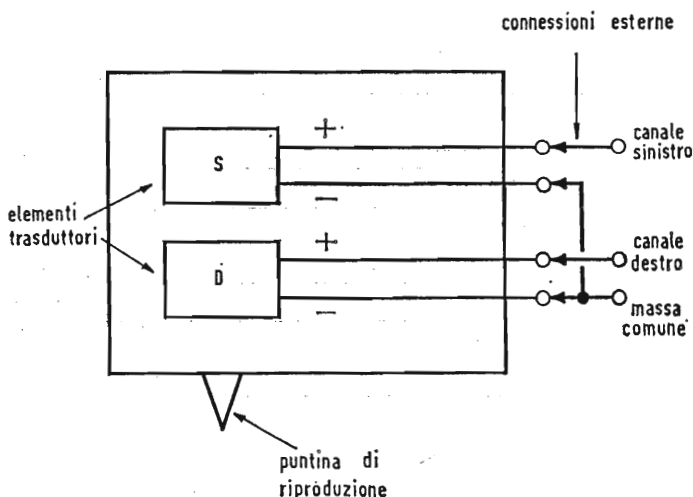 connessioni esterne
+
canale
sinistro
S
−
elementi
trasduttori
+
canale
destro
D
−
massa
comune
puntina di
riproduzione